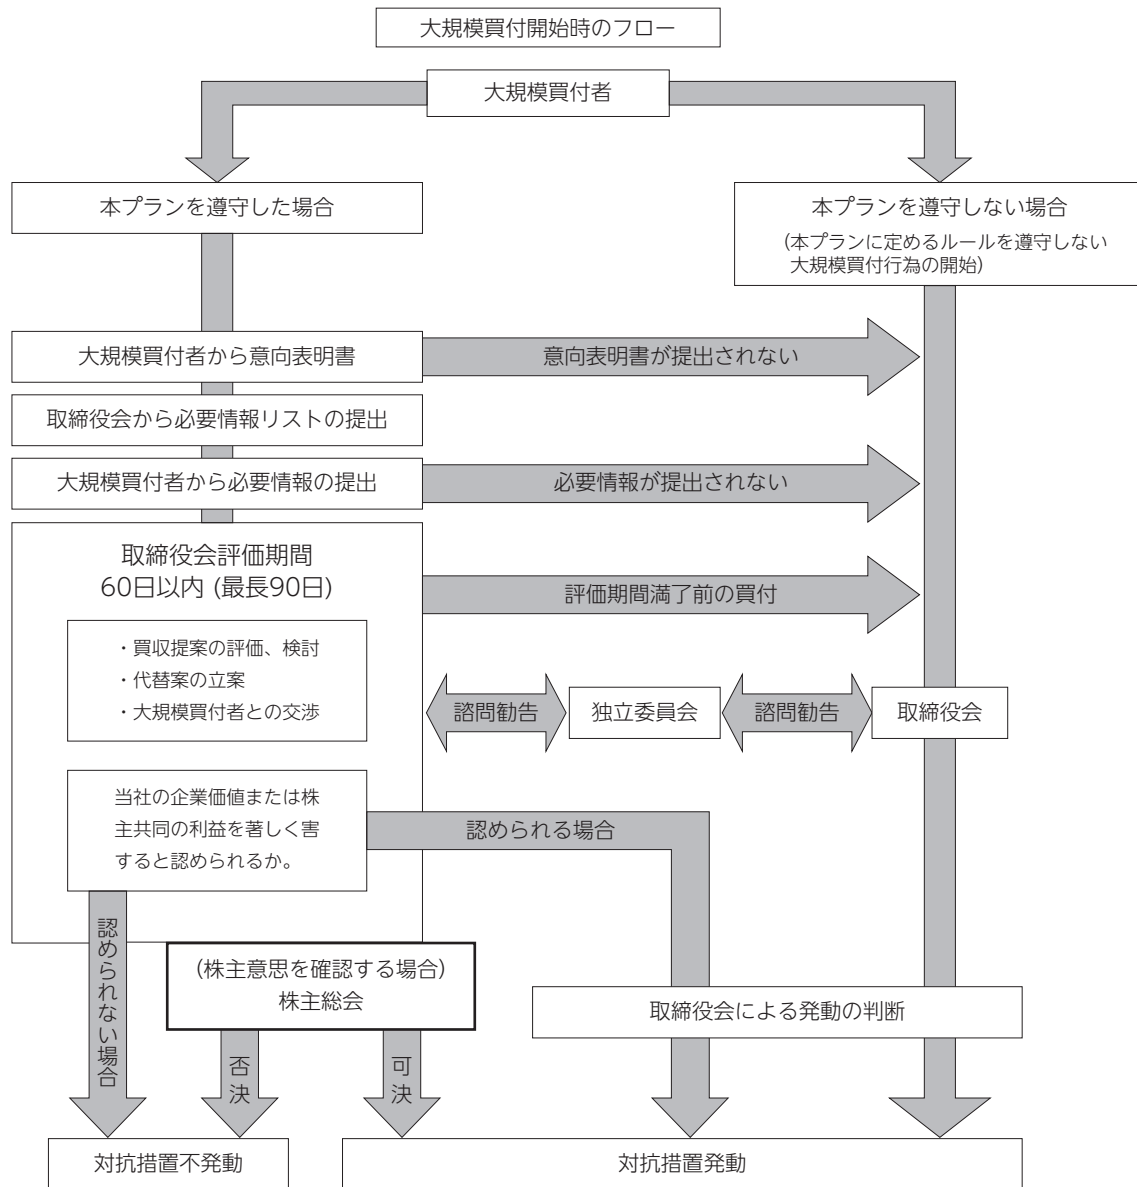 大規模買付開始時のフロー
大規模買付者
本プランを遵守した場合
本プランを遵守しない場合
(本プランに定めるルールを遵守しない
大規模買付行為の開始)
大規模買付者から意向表明書
意向表明書が提出されない
取締役会から必要情報リストの提出
大規模買付者から必要情報の提出
必要情報が提出されない
取締役会評価期間
60日以内 (最長90日)
評価期間満了前の買付
・買収提案の評価、検討
・代替案の立案
・大規模買付者との交渉
諮問勧告
独立委員会
諮問勧告
取締役会
当社の企業価値または株
主共同の利益を著しく害
すると認められるか。
認められる場合
認められない場合
(株主意思を確認する場合)
株主総会
取締役会による発動の判断
否決
可決
対抗措置不発動
対抗措置発動